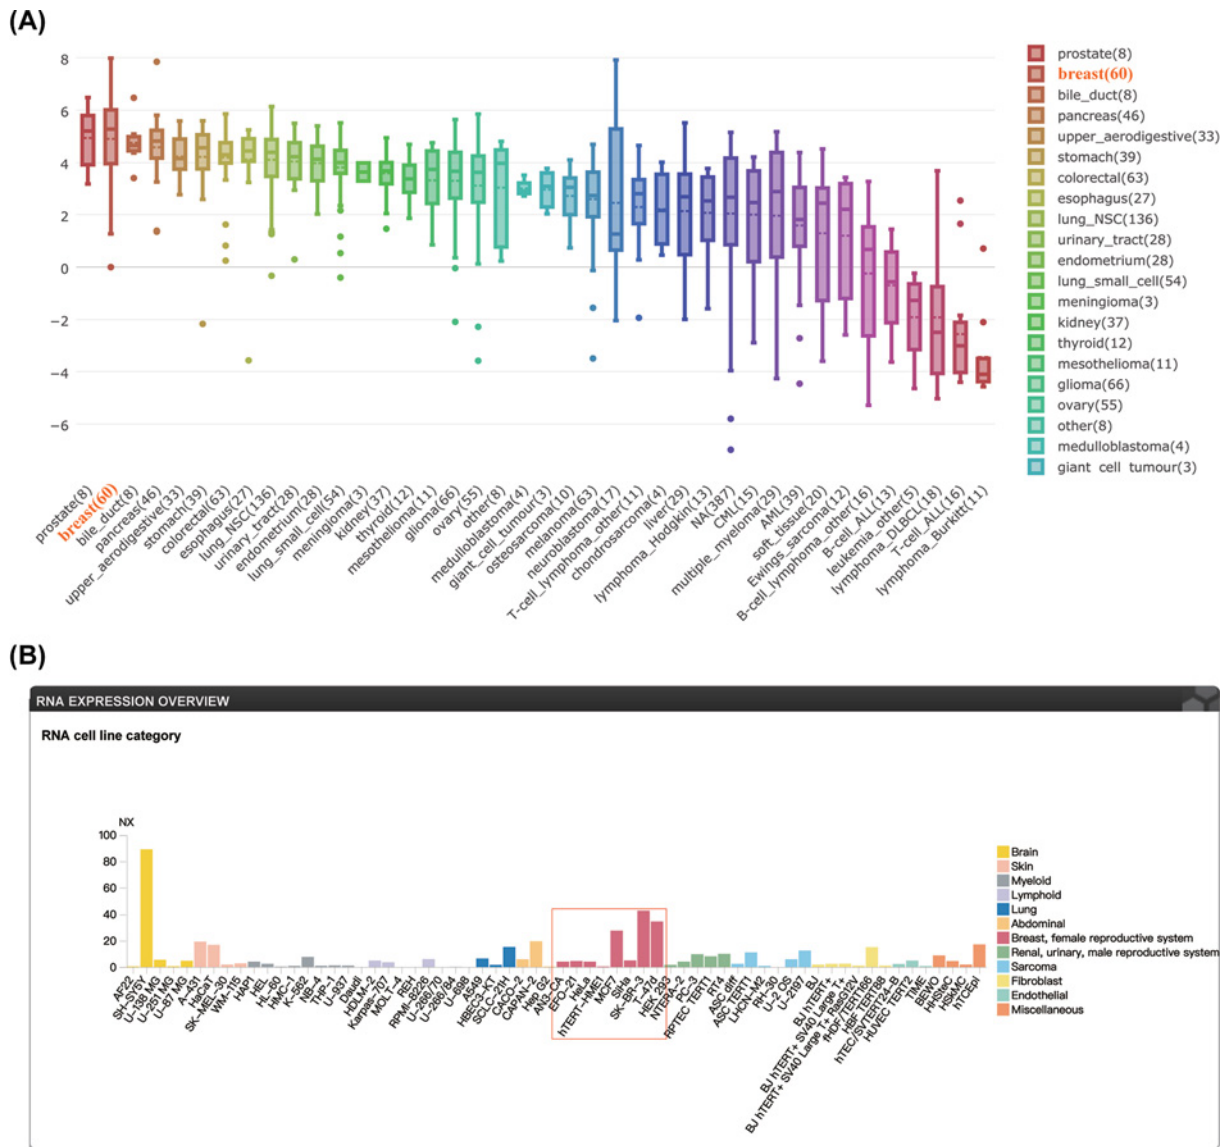 (A)
8
6
4
2
0
−2
−4
−6
prostate(8)
breast(60)
bile_duct(8)
pancreas(46)
upper_aerodigestive(33)
stomach(39)
colorectal(63)
esophagus(27)
lung_NSC(136)
urinary_tract(28)
endometrium(28)
lung_small_cell(54)
meningioma(3)
kidney(37)
thyroid(12)
mesothelioma(11)
glioma(66)
ovary(55)
other(8)
medulloblastoma(4)
giant_cell_tumour(3)
osteosarcoma(10)
melanoma(63)
neuroblastoma(17)
T-cell_lymphoma_other(11)
chondrosarcoma(4)
liver(29)
lymphoma_Hodgkin(13)
NA(387)
CML(15)
multiple_myeloma(29)
AML(39)
soft_tissue(20)
Ewings_sarcoma(12)
B-cell_lymphoma_other(16)
B-cell_ALL(13)
leukemia_other(5)
lymphoma_DLBCL(18)
T-cell_ALL(16)
lymphoma_Burkitt(11)
prostate(8)
breast(60)
bile_duct(8)
pancreas(46)
upper_aerodigestive(33)
stomach(39)
colorectal(63)
esophagus(27)
lung_NSC(136)
urinary_tract(28)
endometrium(28)
lung_small_cell(54)
meningioma(3)
kidney(37)
thyroid(12)
mesothelioma(11)
glioma(66)
ovary(55)
other(8)
medulloblastoma(4)
giant cell tumour(3)
(B)
RNA EXPRESSION OVERVIEW
RNA cell line category
NX
100
80
60
40
20
0
AF22
SH-SY5Y
U-138 MG
U-251 MG
U-87 MG
A-431
HaCaT
SK-MEL-30
WM-115
HAP1
HEL
HL-60
HMC-1
K-562
NB-4
THP-1
U-937
Daudi
HDLM-2
Karpas-707
MOLT-4
REH
RPMI-8226
U-266/70
U-266/84
U-698
A549
HBEC3-KT
SCLC-21H
CACO-2
CAPAN-2
Hep G2
AN3-CA
EFO-21
HeLa
hTERT-HME1
MCF7
SiHa
SK-BR-3
T-47d
HEK 293
NTERA-2
PC-3
RPTEC TERT1
RT4
ASC diff
ASC TERT1
LHCN-M2
RH-30
U-2 OS
U-2197
BJ
BJ hTERT+
BJ hTERT+ SV40 Large T+
BJ hTERT+ SV40 Large T+ RasG12V
fHDF/TERT166
HBF TERT88
hTEC/SVTERT24-B
HUVEC TERT2
TIME
BEWO
HHSteC
HSkMC
hTCEpi
Brain
Skin
Myeloid
Lymphoid
Lung
Abdominal
Breast, female reproductive system
Renal, urinary, male reproductive system
Sarcoma
Fibroblast
Endothelial
Miscellaneous